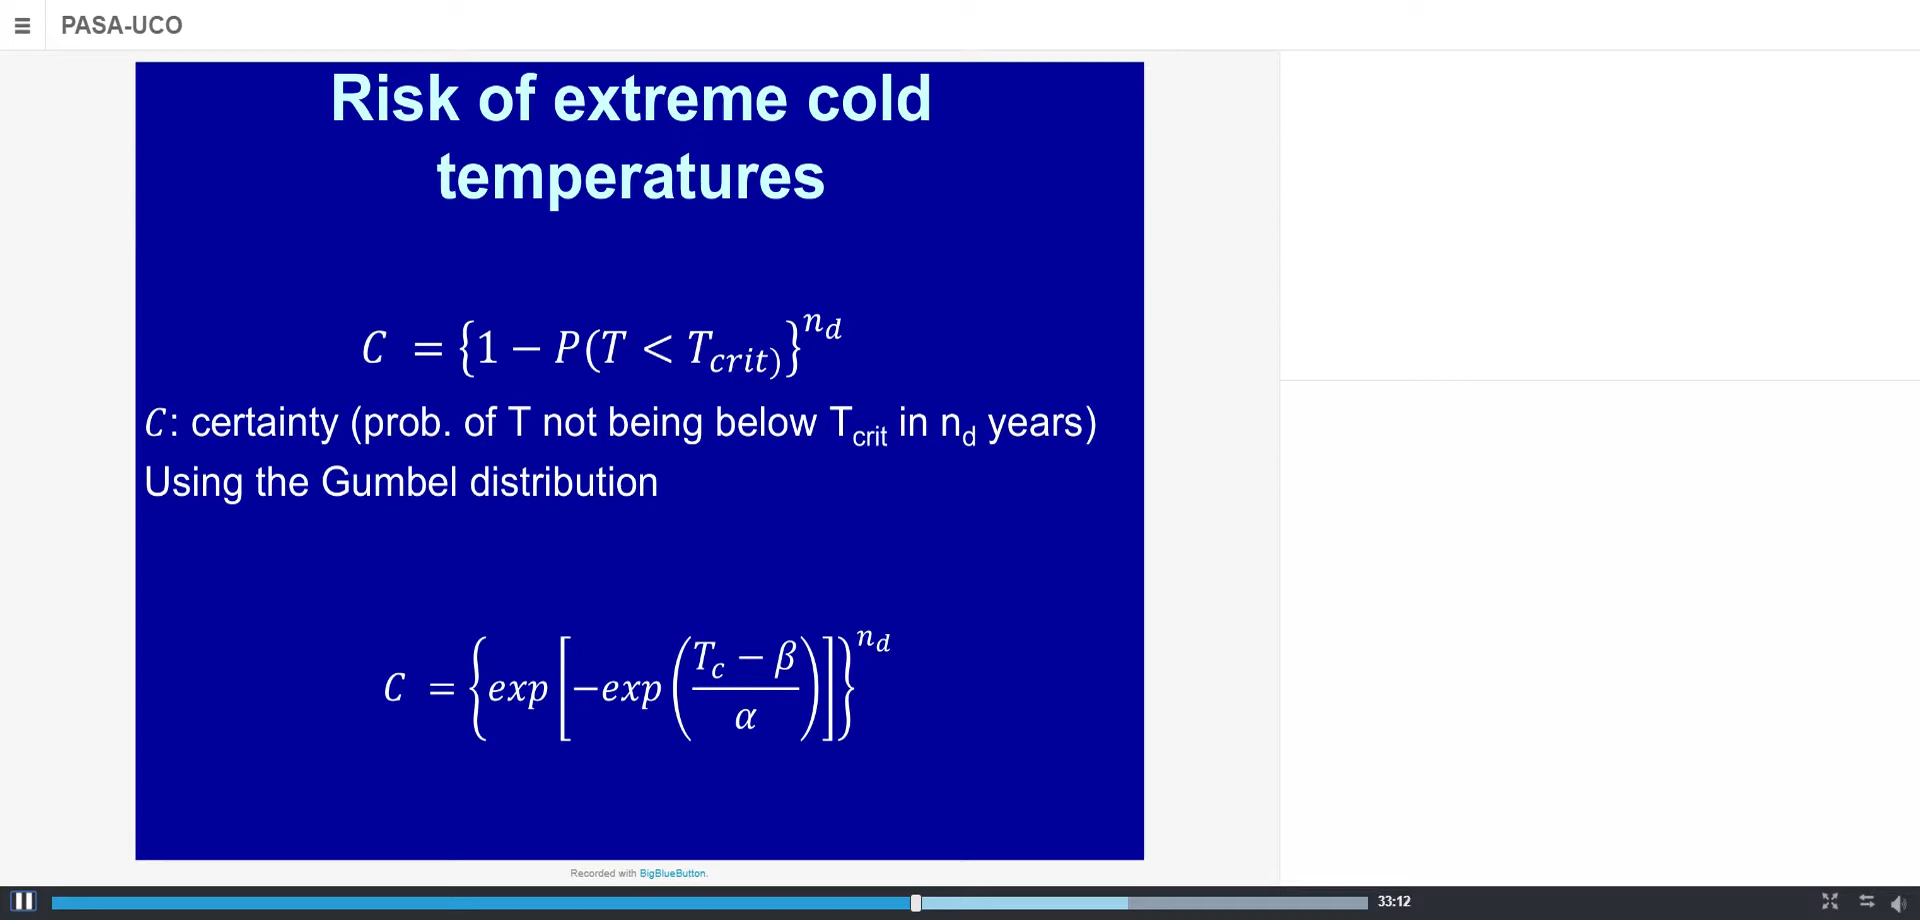 PASA-UCO
Risk of extreme cold
temperatures
C = {1 − P(T < T_crit)}^n_d
C: certainty (prob. of T not being below T_crit in n_d years)
Using the Gumbel distribution
C = {exp[−exp((T_c − β)/α)]}^n_d
Recorded with BigBlueButton.
33:12